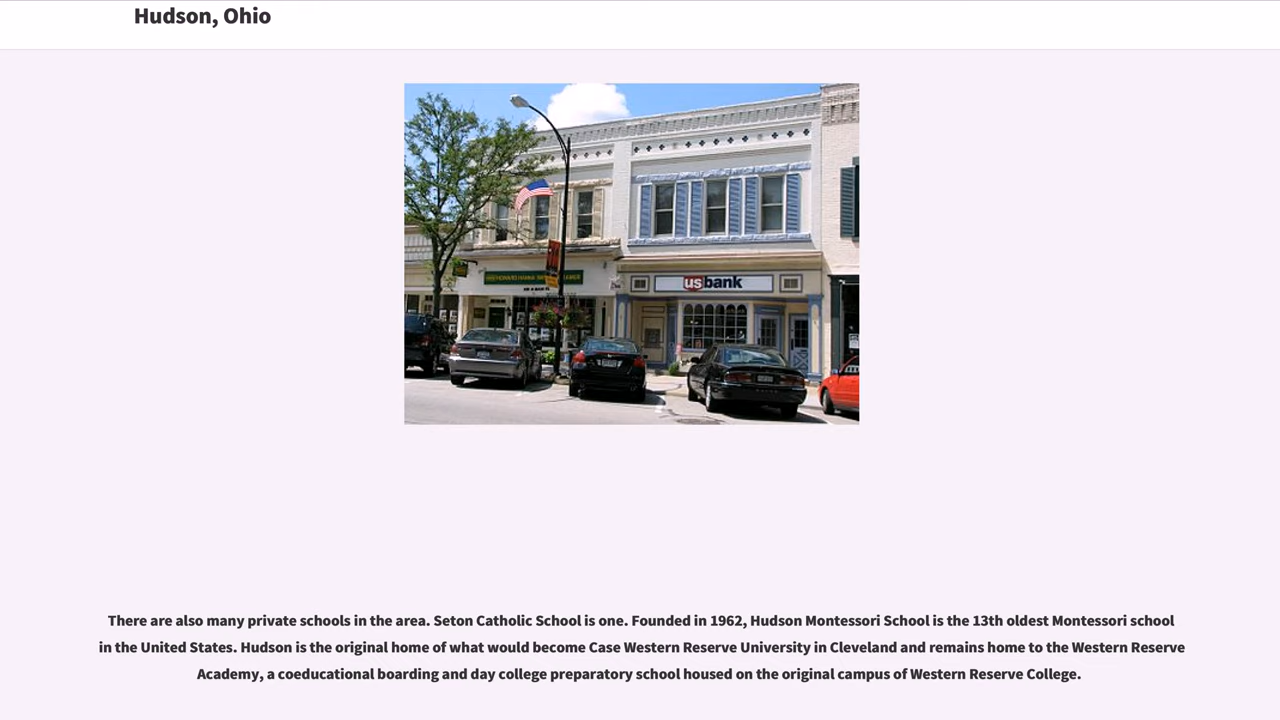 Hudson, Ohio
usbank
There are also many private schools in the area. Seton Catholic School is one. Founded in 1962, Hudson Montessori School is the 13th oldest Montessori school
in the United States. Hudson is the original home of what would become Case Western Reserve University in Cleveland and remains home to the Western Reserve
Academy, a coeducational boarding and day college preparatory school housed on the original campus of Western Reserve College.